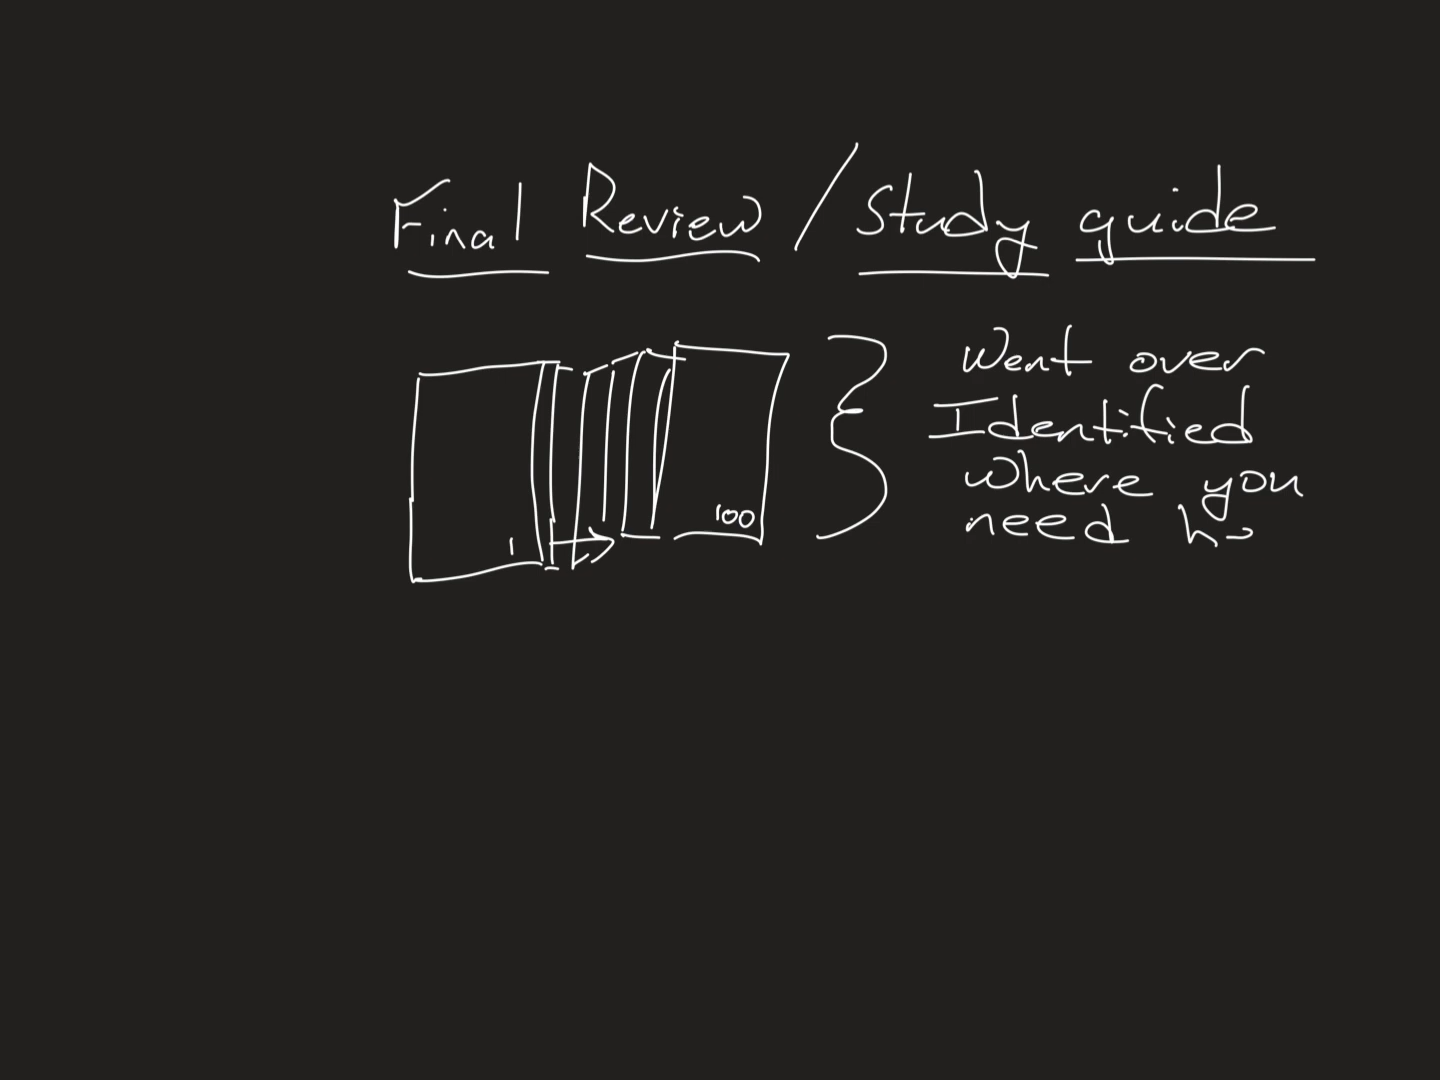 Final Review / Study guide
Went over
Identified
where you
need
1
100